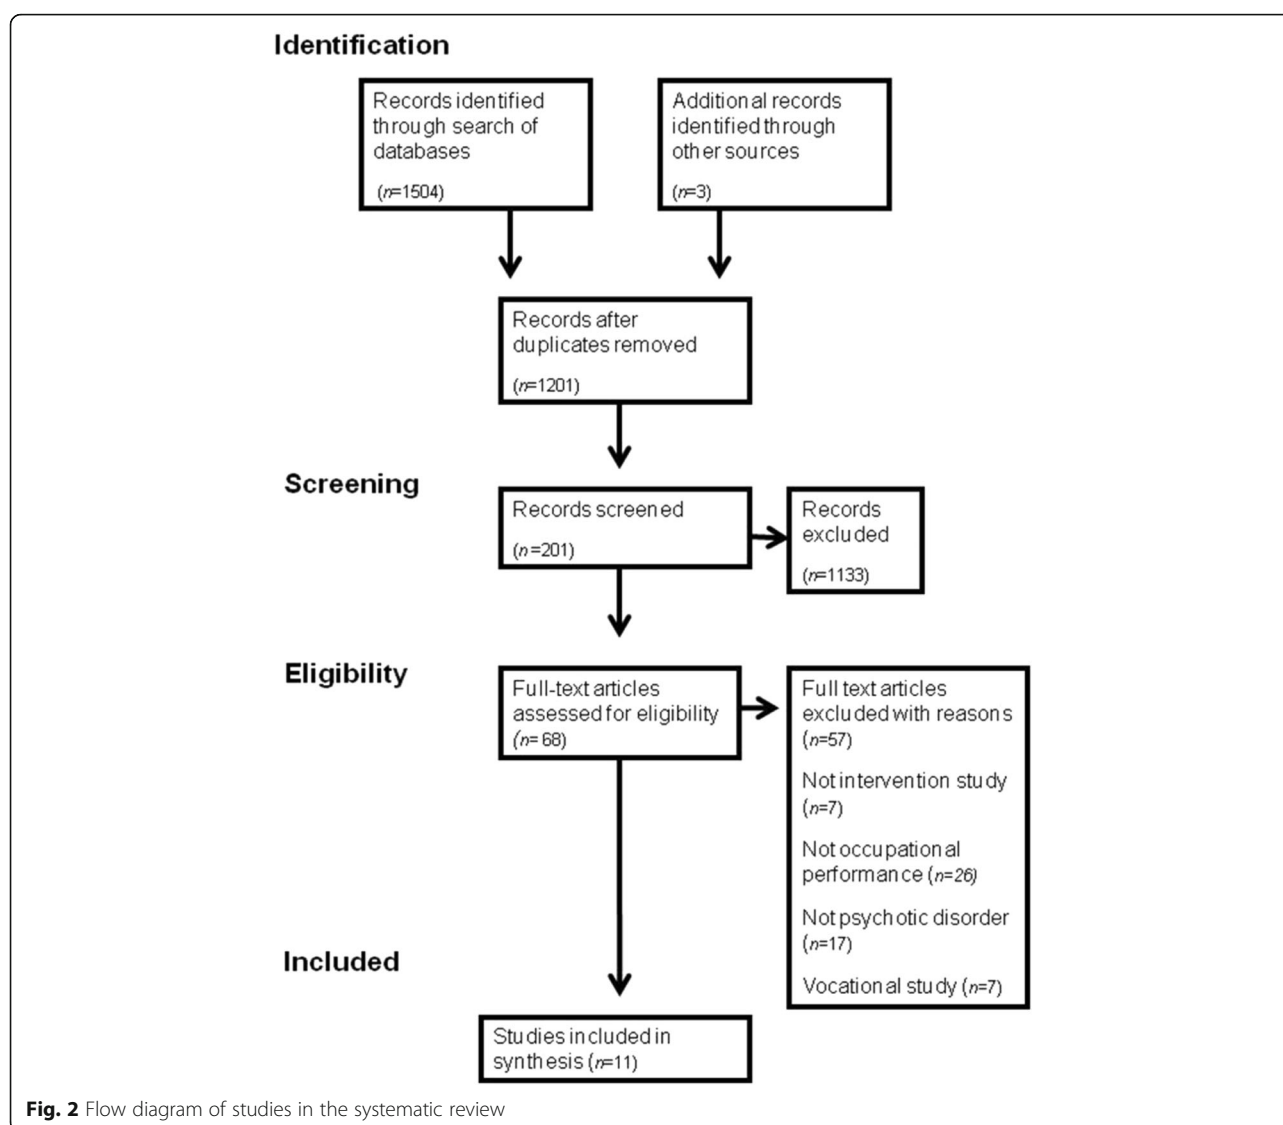 Identification
Records identified
through search of
databases
(n=1504)
Additional records
identified through
other sources
(n=3)
Records after
duplicates removed
(n=1201)
Screening
Records screened
(n=201)
Records
excluded
(n=1133)
Eligibility
Full-text articles
assessed for eligibility
(n= 68)
Full text articles
excluded with reasons
(n=57)
Not intervention study
(n=7)
Not occupational
performance (n=26)
Not psychotic disorder
(n=17)
Vocational study (n=7)
Included
Studies included in
synthesis (n=11)
Fig. 2 Flow diagram of studies in the systematic review